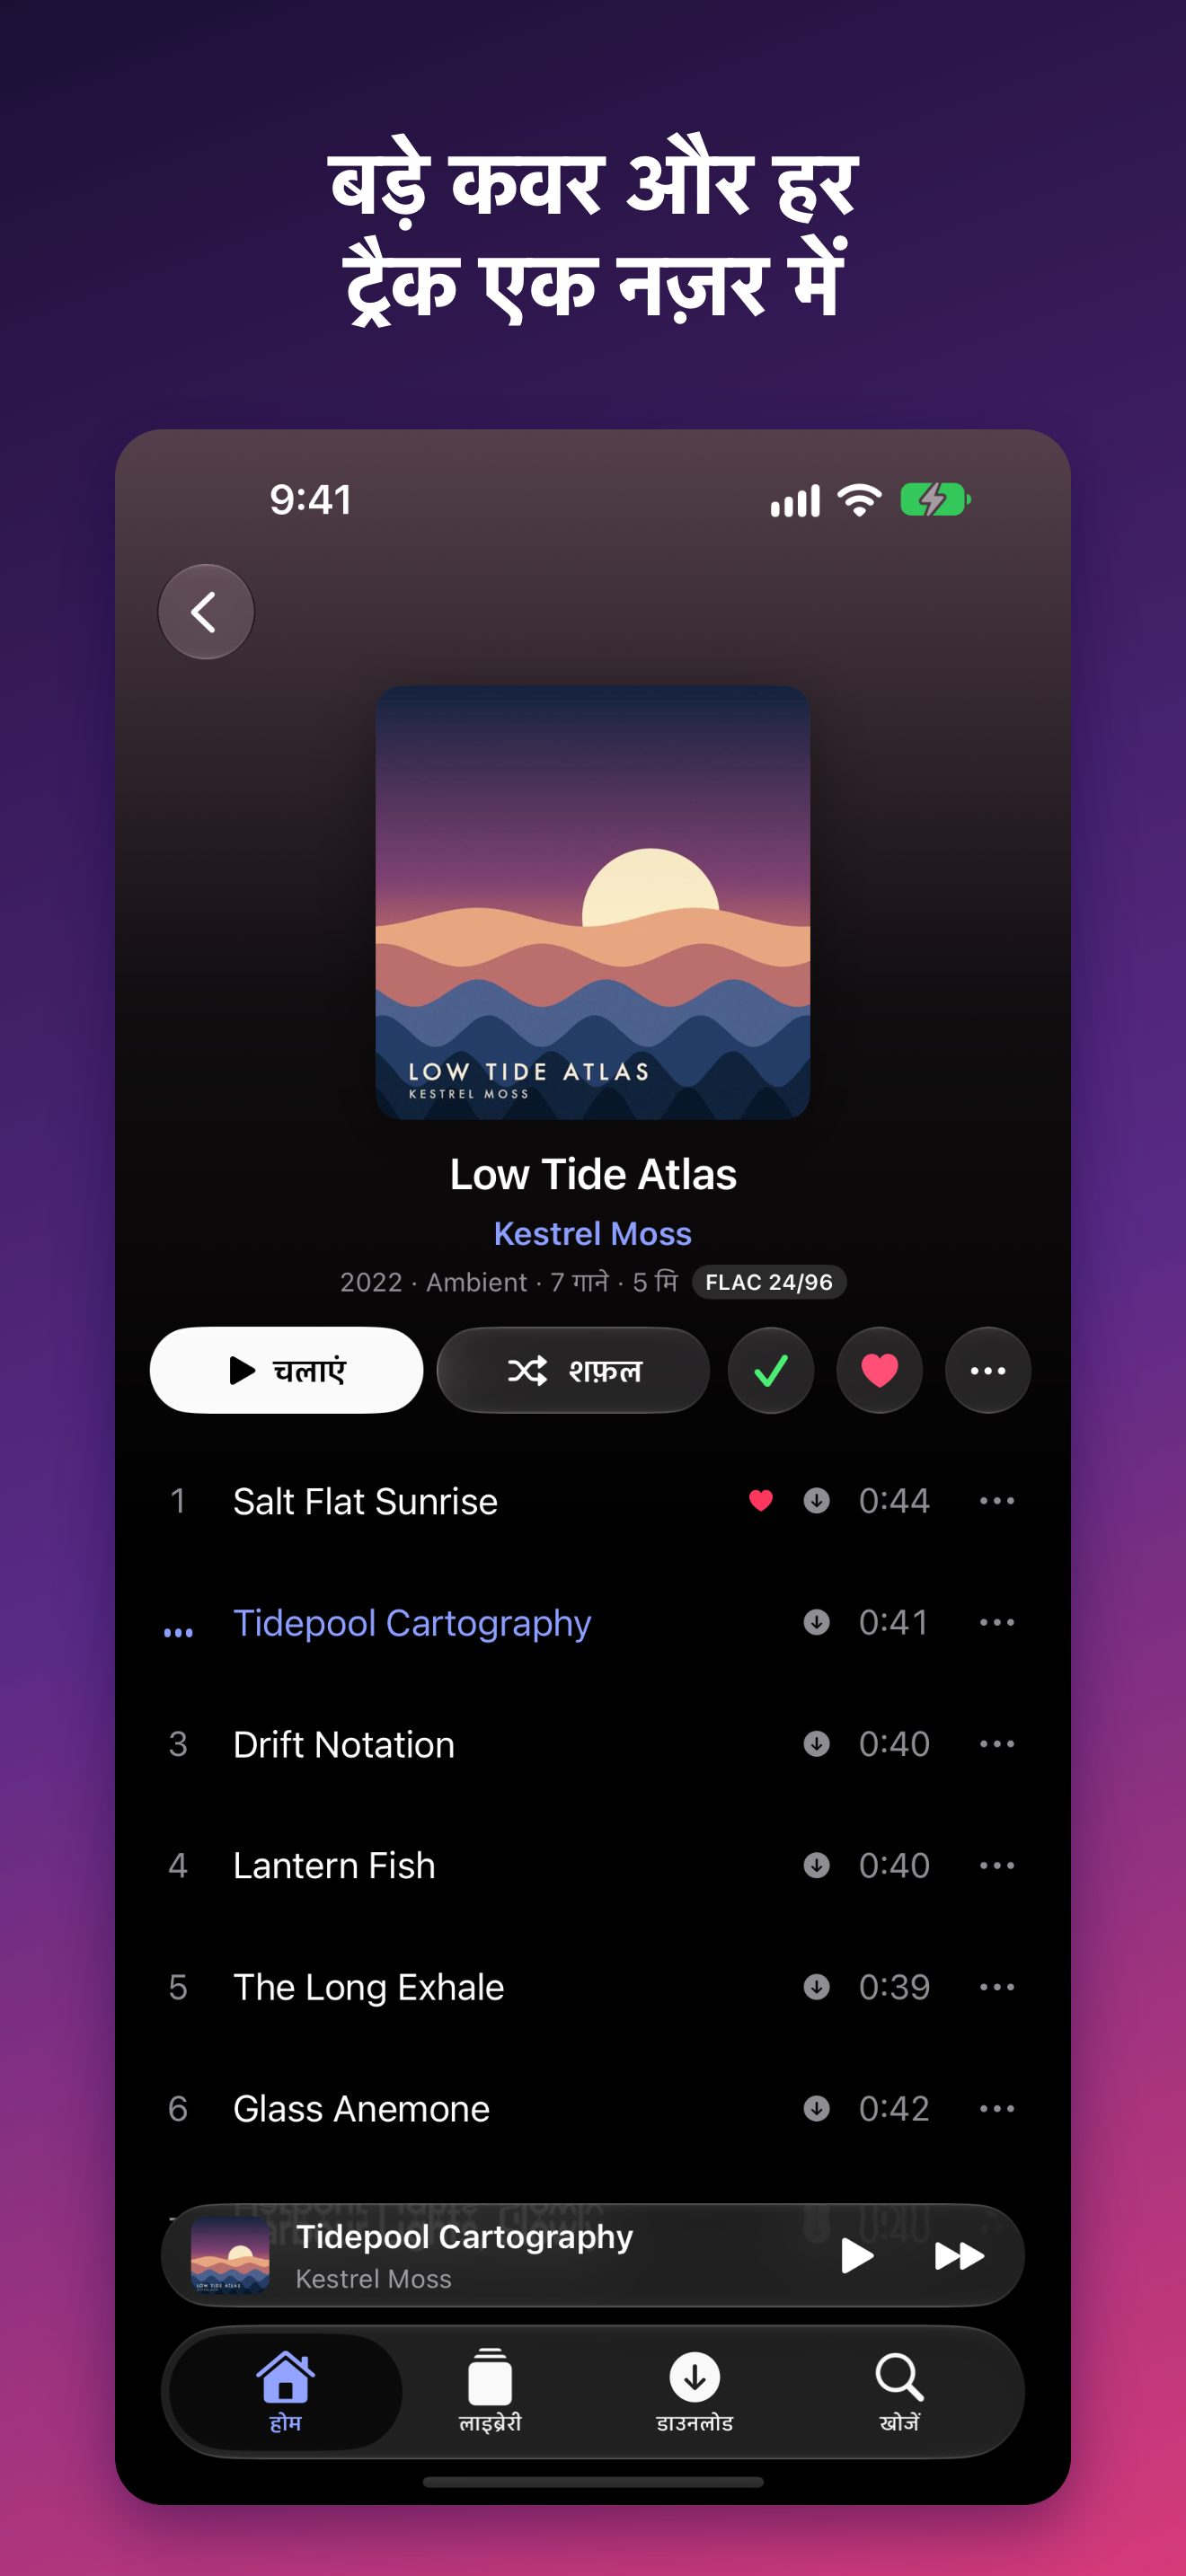 बड़े कवर और हर
ट्रैक एक नज़र में
9:41
LOW TIDE ATLAS
KESTREL MOSS
Low Tide Atlas
Kestrel Moss
2022 · Ambient · 7 गाने · 5 मि FLAC 24/96
चलाएं शफ़ल
1 Salt Flat Sunrise 0:44
Tidepool Cartography 0:41
3 Drift Notation 0:40
4 Lantern Fish 0:40
5 The Long Exhale 0:39
6 Glass Anemone 0:42
Tidepool Cartography
Kestrel Moss
होम लाइब्रेरी डाउनलोड खोजें